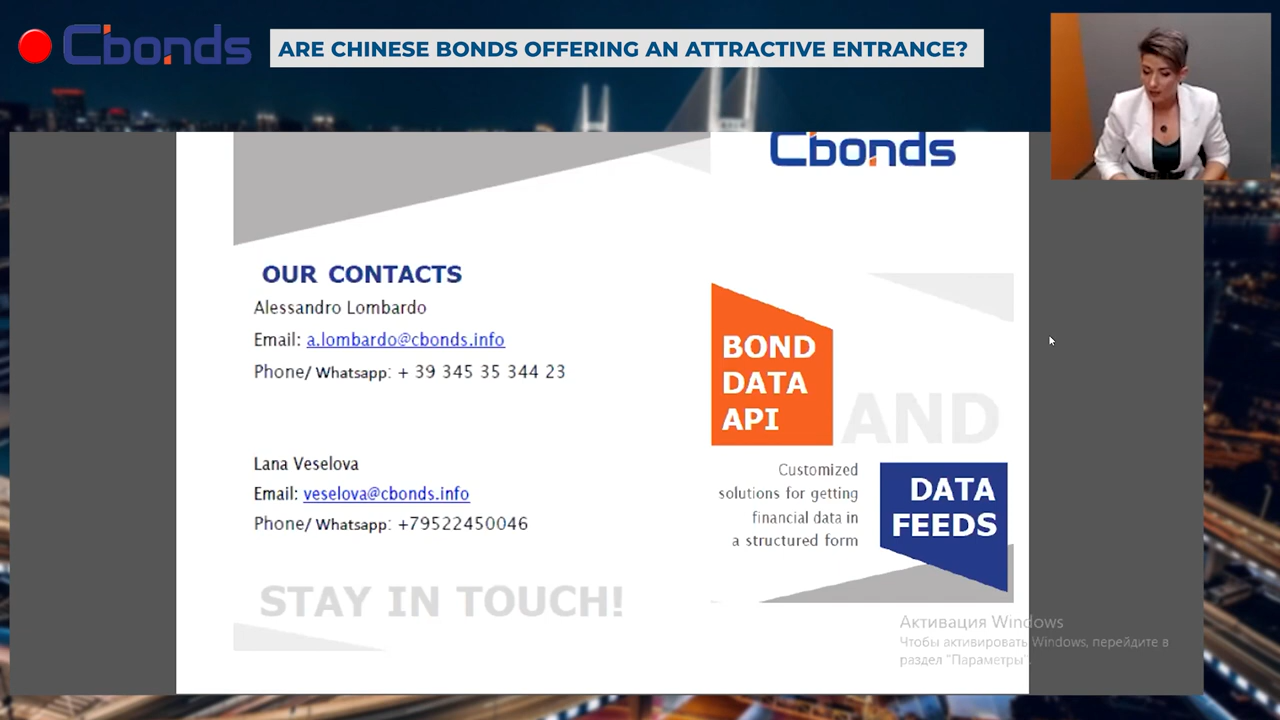 Cbonds
ARE CHINESE BONDS OFFERING AN ATTRACTIVE ENTRANCE?
Cbonds
OUR CONTACTS
Alessandro Lombardo
Email: a.lombardo@cbonds.info
Phone/ Whatsapp: + 39 345 35 344 23
Lana Veselova
Email: veselova@cbonds.info
Phone/ Whatsapp: +79522450046
STAY IN TOUCH!
BOND
DATA
API
AND
Customized
solutions for getting
financial data in
a structured form
DATA
FEEDS
Активация Windows
Чтобы активировать Windows, перейдите в
раздел "Параметры".